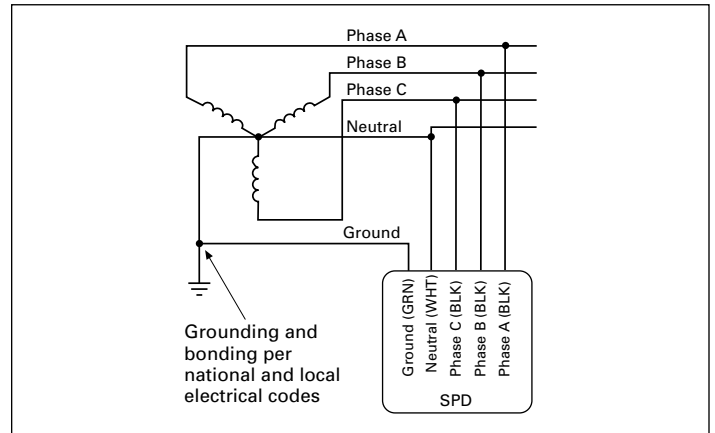 Phase A
Phase B
Phase C
Neutral
Ground
Grounding and
bonding per
national and local
electrical codes
Ground (GRN)
Neutral (WHT)
Phase C (BLK)
Phase B (BLK)
Phase A (BLK)
SPD